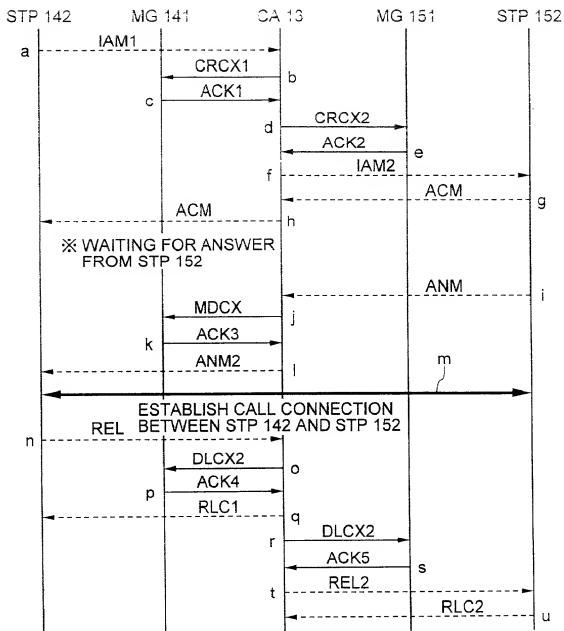 STP 142 MG 141 CA 13 MG 151 STP 152
a IAM1
CRCX1 b
c ACK1
d CRCX2
ACK2 e
f IAM2
ACM g
ACM h
※ WAITING FOR ANSWER
FROM STP 152
ANM i
MDCX j
k ACK3
ANM2 l
m
ESTABLISH CALL CONNECTION
BETWEEN STP 142 AND STP 152
n REL
DLCX2 o
p ACK4
RLC1 q
r DLCX2
ACK5 s
t REL2
RLC2 u